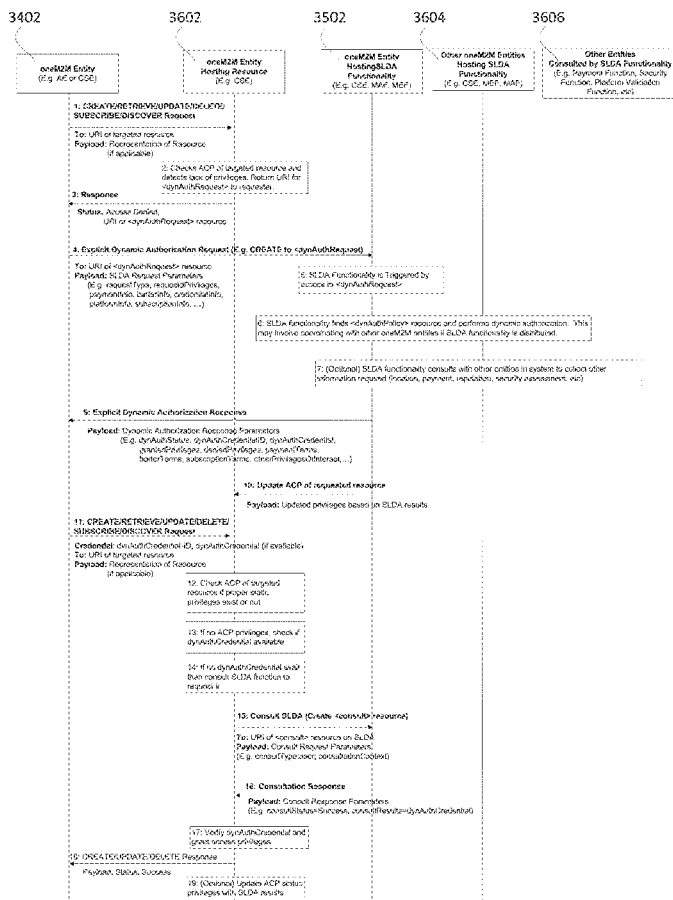 3402
3602
3502
3604
3606
oneM2M Entity
(E.g. AE or CSE)
oneM2M Entity
Hosting Resource
(E.g. CSE)
oneM2M Entity
HostingSLDA
Functionality
(E.g. CSE, MAF, MEF)
Other oneM2M Entities
Hosting SLDA
Functionality
(E.g. CSE, MEF, MAF)
Other Entities
Consulted by SLDA Functionality
(E.g. Payment Function, Security
Function, Platform Validation
Function, etc)
1: CREATE/RETRIEVE/UPDATE/DELETE/
SUBSCRIBE/DISCOVER Request
To: URI of targeted resource
Payload: Representation of Resource
(if applicable)
2: Checks ACP of targeted resource and
detects lack of privileges. Return URI for
<dynAuthRequest> to requester.
3: Response
Status: Access Denied,
URI or <dynAuthRequest> resource
4: Explicit Dynamic Authorization Request (E.g. CREATE to <dynAuthRequest)
To: URI of <dynAuthRequest> resource
Payload: SLDA Request Parameters
(E.g. requestType, requestedPrivileges,
paymentInfo, barterInfo, credentialInfo,
platformInfo, subscriptionInfo, ...)
5: SLDA Functionality is Triggered by
access to <dynAuthRequest>
6: SLDA functionality finds <dynAuthPolicy> resource and performs dynamic authorization. This
may involve coordinating with other oneM2M entities if SLDA functionality is distributed.
7: (Optional) SLDA functionality consults with other entities in system to collect other
information required (location, payment, reputation, security assessment, etc)
9: Explicit Dynamic Authorization Response
Payload: Dynamic Authorization Response Parameters
(E.g. dynAuthStatus, dynAuthCredentialID, dynAuthCredential,
grantedPrivileges, deniedPrivileges, paymentTerms,
barterTerms, subscriptionTerms, otherPrivilegesOfInterest, ...)
10: Update ACP of requested resource
Payload: Updated privileges based on SLDA results
11: CREATE/RETRIEVE/UPDATE/DELETE/
SUBSCRIBE/DISCOVER Request
Credential: dynAuthCredential-ID, dynAuthCredential (if available)
To: URI of targeted resource
Payload: Representation of Resource
(if applicable)
12: Check ACP of targeted
resource if proper static
privileges exist or not
13: If no ACP privileges, check if
dynAuthCredential available
14: If no dynAuthCredential avail
then consult SLDA function to
request it
15: Consult SLDA (Create <consult> resource)
To: URI of <consult> resource on SLDA
Payload: Consult Request Parameters
(E.g. consultType=user, consultationContext)
16: Consultation Response
Payload: Consult Response Parameters
(E.g. consultStatus=Success, consultResults=dynAuthCredential)
17: Verify dynAuthCredential and
grant access privileges
18: CREATE/UPDATE/DELETE Response
Payload: Status, Success
19: (Optional) Update ACP static
privileges with SLDA results